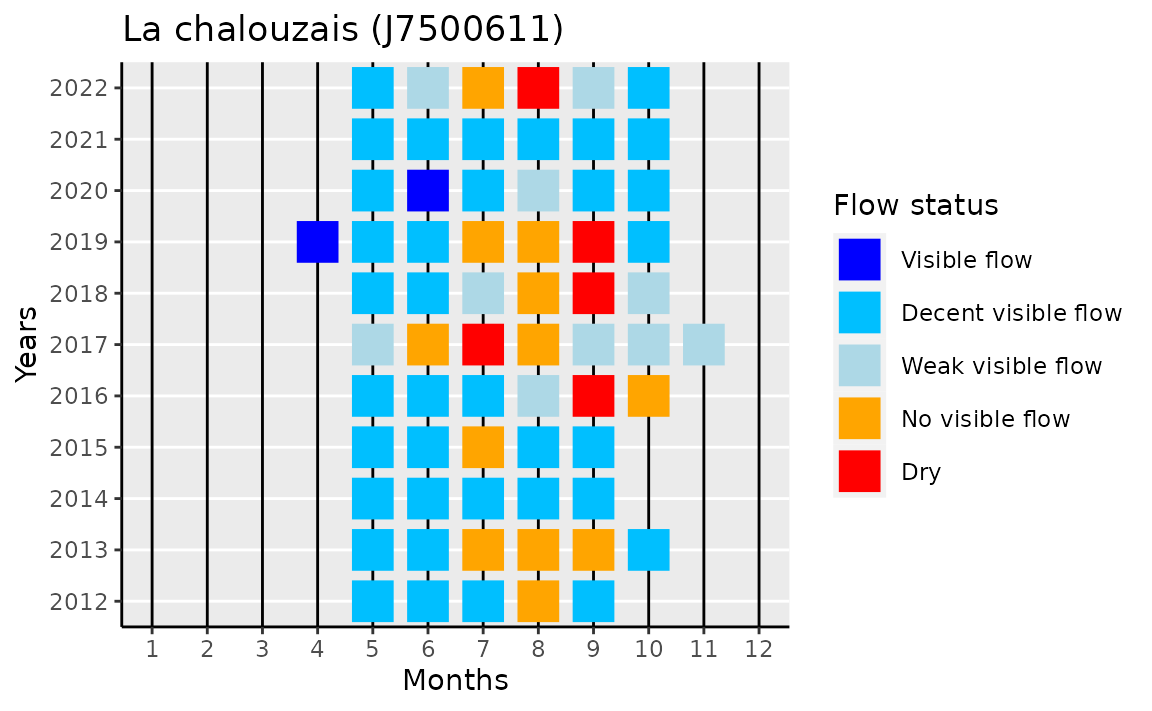 La chalouzais (J7500611)
Years
2022
2021
2020
2019
2018
2017
2016
2015
2014
2013
2012
1 2 3 4 5 6 7 8 9 10 11 12
Months
Flow status
Visible flow
Decent visible flow
Weak visible flow
No visible flow
Dry